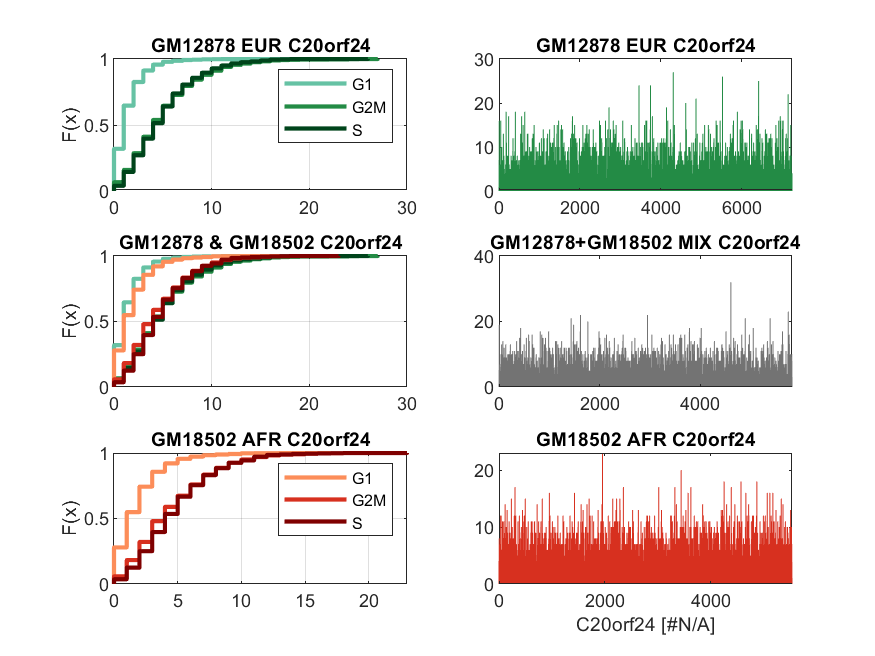 GM12878 EUR C20orf24
F(x)
1
0.5
0
0 10 20 30
G1
G2M
S
GM12878 EUR C20orf24
30
20
10
0
0 2000 4000 6000
GM12878 & GM18502 C20orf24
F(x)
1
0.5
0
0 10 20 30
GM12878+GM18502 MIX C20orf24
40
20
0
0 2000 4000
GM18502 AFR C20orf24
F(x)
1
0.5
0
0 5 10 15 20
G1
G2M
S
GM18502 AFR C20orf24
20
10
0
0 2000 4000
C20orf24 [#N/A]